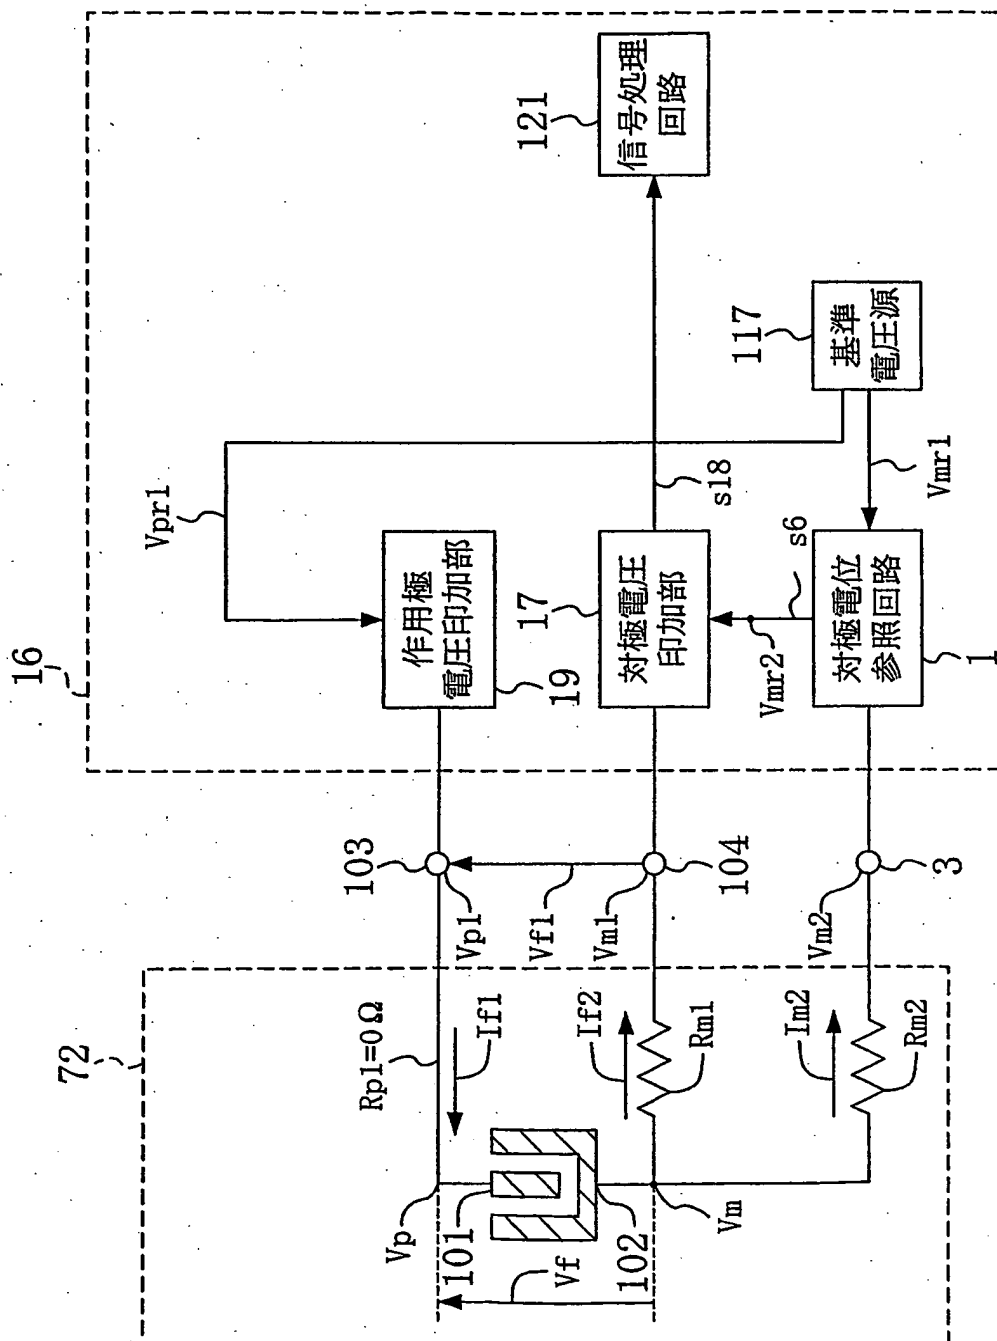 72
16
Rp1=0Ω
103
Vpr1
Vp
If1
Vp1
作用極
電圧印加部
19
101
Vf
102
Vf1
If2
Vm1
104
Rm1
17
対極電圧
印加部
s18
121
信号処理
回路
Vm
Vmr2
s6
Im2
Vm2
Rm2
3
対極電位
参照回路
1
Vmr1
117
基準
電圧源